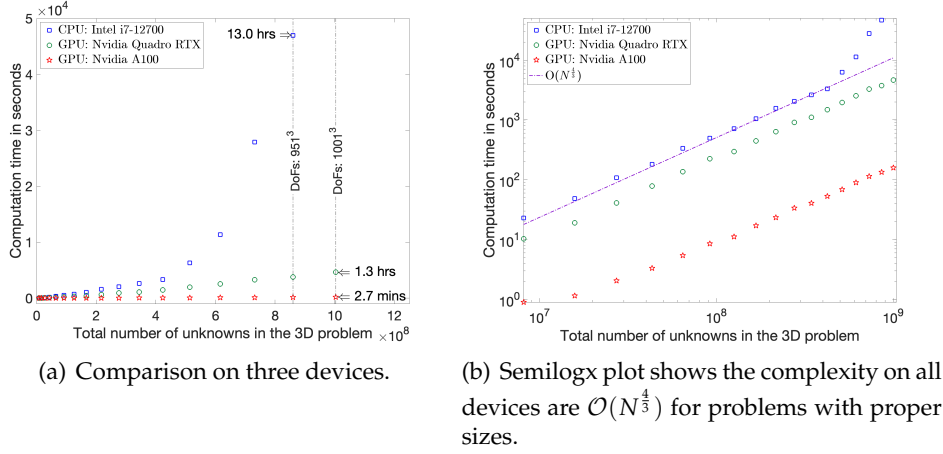 5 ×10⁴
CPU: Intel i7-12700
GPU: Nvidia Quadro RTX
GPU: Nvidia A100
13.0 hrs⇒
4
3
2
1
0
Computation time in seconds
DoFs: 951³
DoFs: 1001³
⇐1.3 hrs
⇐2.7 mins
0 2 4 6 8 10 12
Total number of unknowns in the 3D problem ×10⁸
(a) Comparison on three devices.
CPU: Intel i7-12700
GPU: Nvidia Quadro RTX
GPU: Nvidia A100
O(N^{4/3})
10⁴
10³
10²
10¹
10⁰
Computation time in seconds
10⁷ 10⁸ 10⁹
Total number of unknowns in the 3D problem
(b) Semilogx plot shows the complexity on all
devices are 𝒪(N^{4/3}) for problems with proper
sizes.